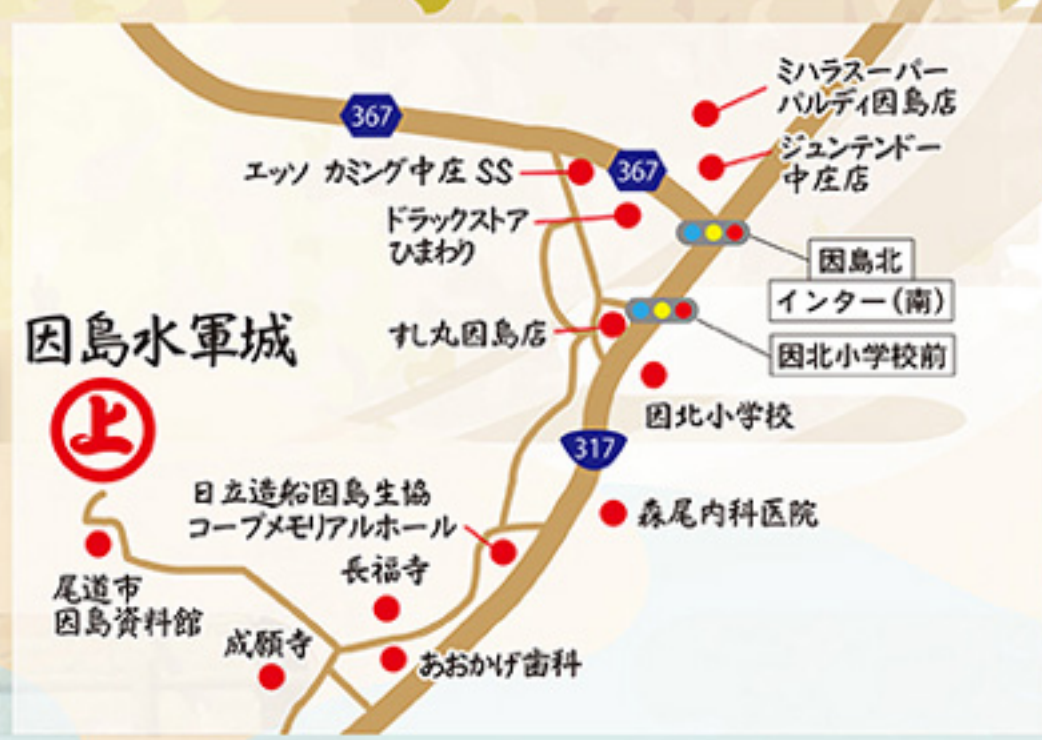 ミハラスーパー
パルディ因島店
367
ジュンテンドー
中庄店
エッソ カミング中庄 SS
367
ドラックストア
ひまわり
因島北
インター(南)
因島水軍城
すし丸因島店
因北小学校前
上
因北小学校
317
日立造船因島生協
コープメモリアルホール
森尾内科医院
長福寺
尾道市
因島資料館
成願寺
あおかげ歯科